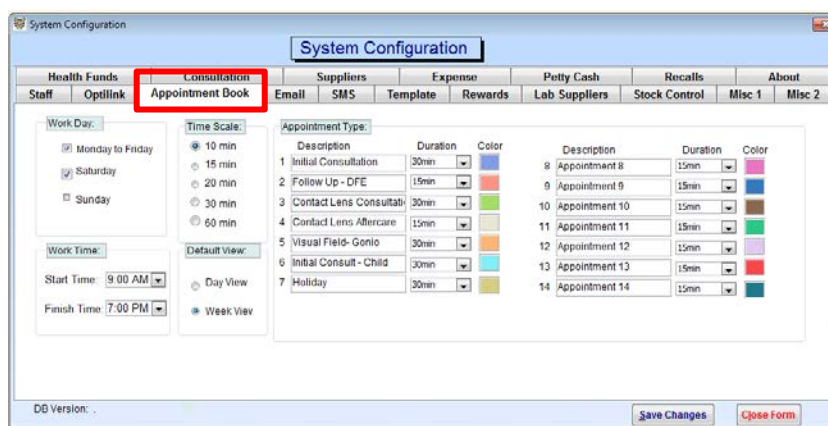 System Configuration
System Configuration
Health Funds Consultation Suppliers Expense Petty Cash Recalls About
Staff Optilink Appointment Book Email SMS Template Rewards Lab Suppliers Stock Control Misc 1 Misc 2
Work Day:
Monday to Friday
Saturday
Sunday
Time Scale:
10 min
15 min
20 min
30 min
60 min
Work Time:
Start Time: 9:00 AM
Finish Time 7:00 PM
Default View:
Day View
Week View
Appointment Type:
Description Duration Color
1 Initial Consultation 30min
2 Follow Up - DFE 15min
3 Contact Lens Consultati 30min
4 Contact Lens Aftercare 15min
5 Visual Field- Gonio 30min
6 Initial Consult - Child 30min
7 Holiday 30min
Description Duration Color
8 Appointment 8 15min
9 Appointment 9 15min
10 Appointment 10 15min
11 Appointment 11 15min
12 Appointment 12 15min
13 Appointment 13 15min
14 Appointment 14 15min
DB Version: .
Save Changes
Close Form